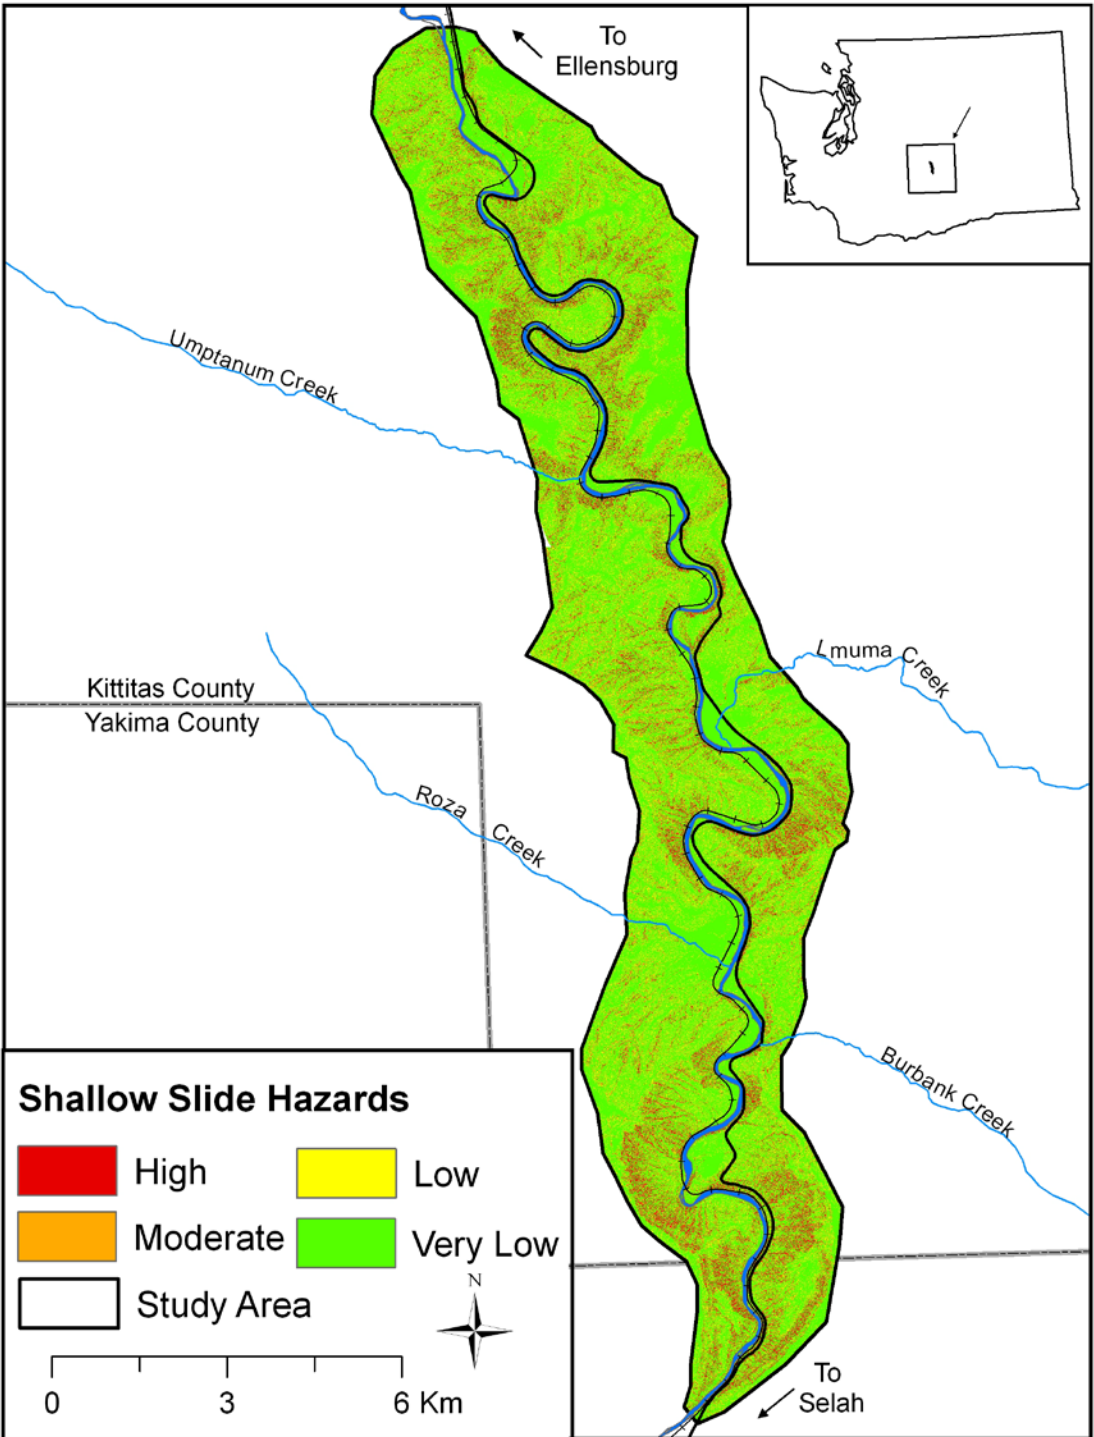 To
Ellensburg
Umptanum Creek
Lmuma Creek
Kittitas County
Yakima County
Roza Creek
Burbank Creek
Shallow Slide Hazards
High
Low
Moderate
Very Low
Study Area
N
0 3 6 Km
To
Selah